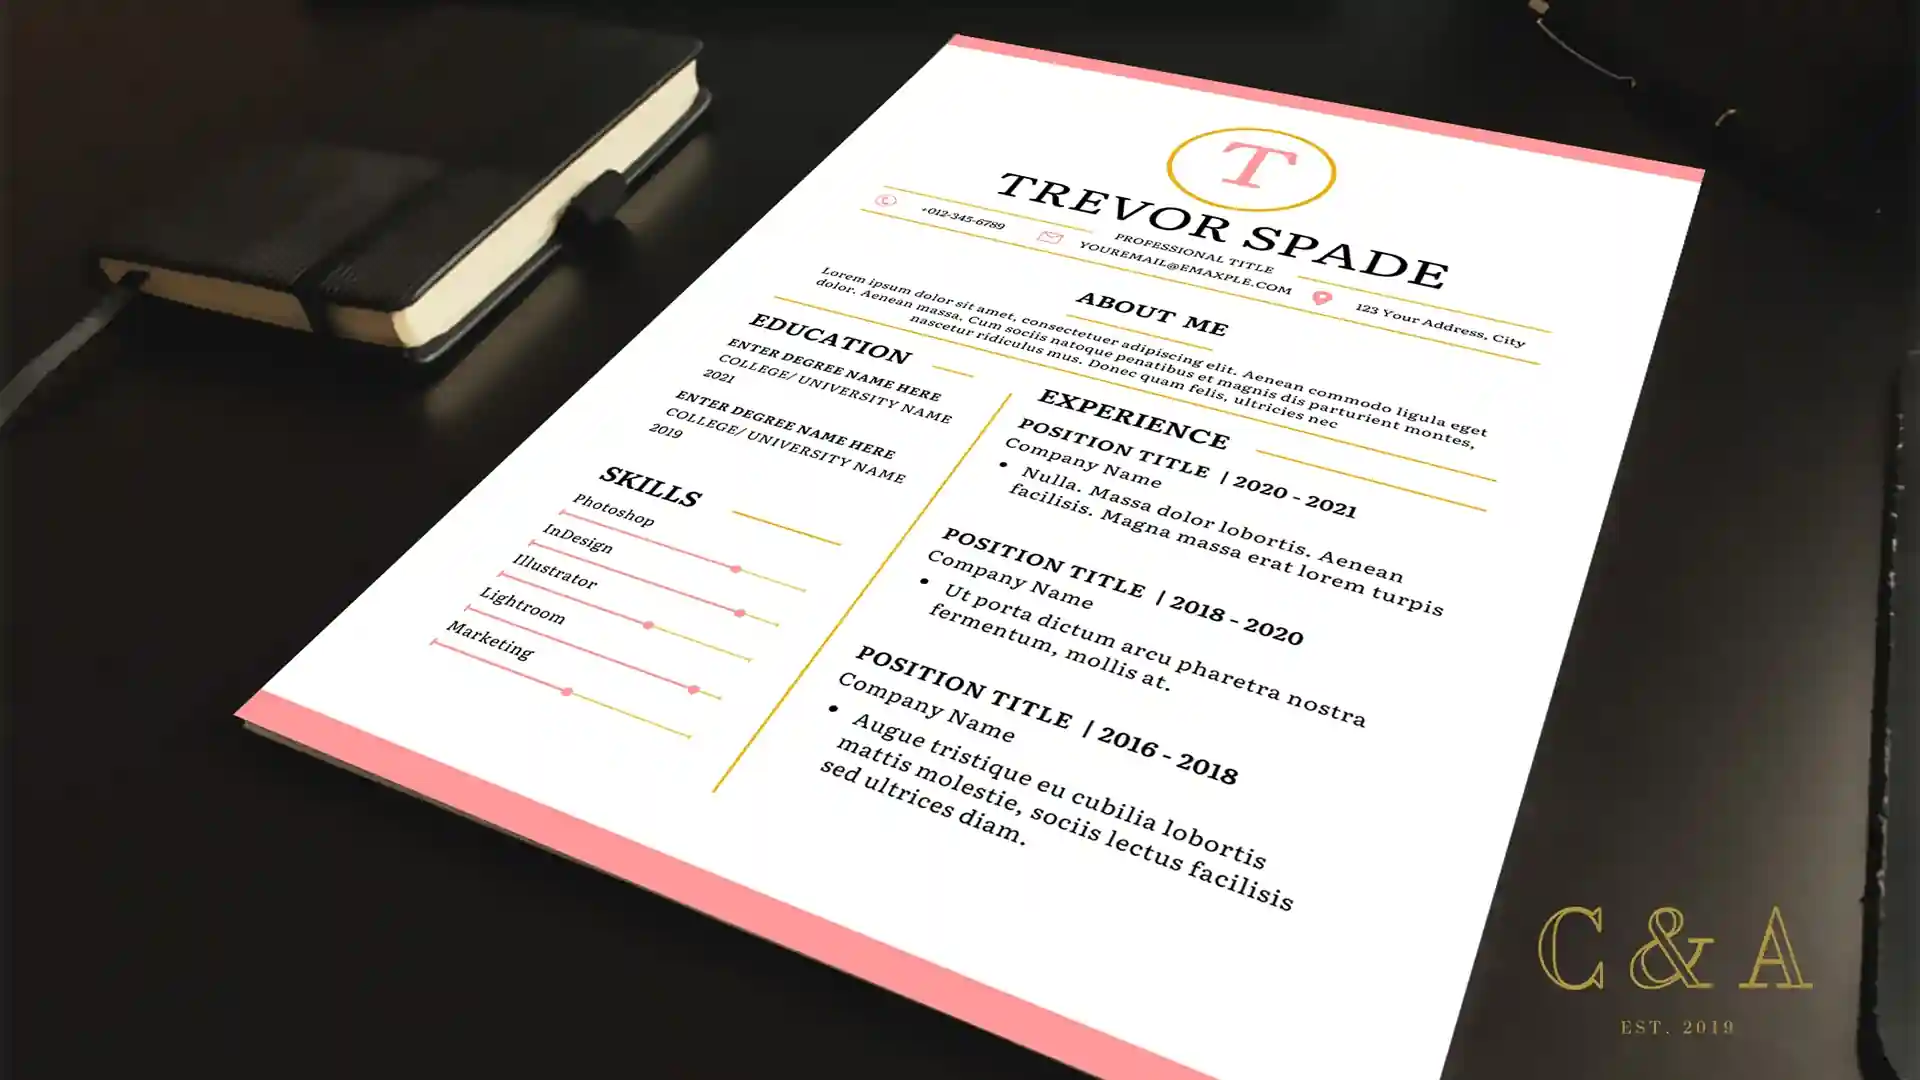 T
TREVOR SPADE
PROFESSIONAL TITLE
+012-345-6789
YOUREMAIL@EMAXPLE.COM
123 Your Address, City
ABOUT ME
Lorem ipsum dolor sit amet, consectetuer adipiscing elit. Aenean commodo ligula eget
dolor. Aenean massa. Cum sociis natoque penatibus et magnis dis parturient montes,
nascetur ridiculus mus. Donec quam felis, ultricies nec
EDUCATION
ENTER DEGREE NAME HERE
COLLEGE/ UNIVERSITY NAME
2021
ENTER DEGREE NAME HERE
COLLEGE/ UNIVERSITY NAME
2019
SKILLS
Photoshop
InDesign
Illustrator
Lightroom
Marketing
EXPERIENCE
POSITION TITLE | 2020 - 2021
Company Name
• Nulla. Massa dolor lobortis. Aenean
facilisis. Magna massa erat lorem turpis
POSITION TITLE | 2018 - 2020
Company Name
• Ut porta dictum arcu pharetra nostra
fermentum, mollis at.
POSITION TITLE | 2016 - 2018
Company Name
• Augue tristique eu cubilia lobortis
mattis molestie, sociis lectus facilisis
sed ultrices diam.
C & A
EST. 2019